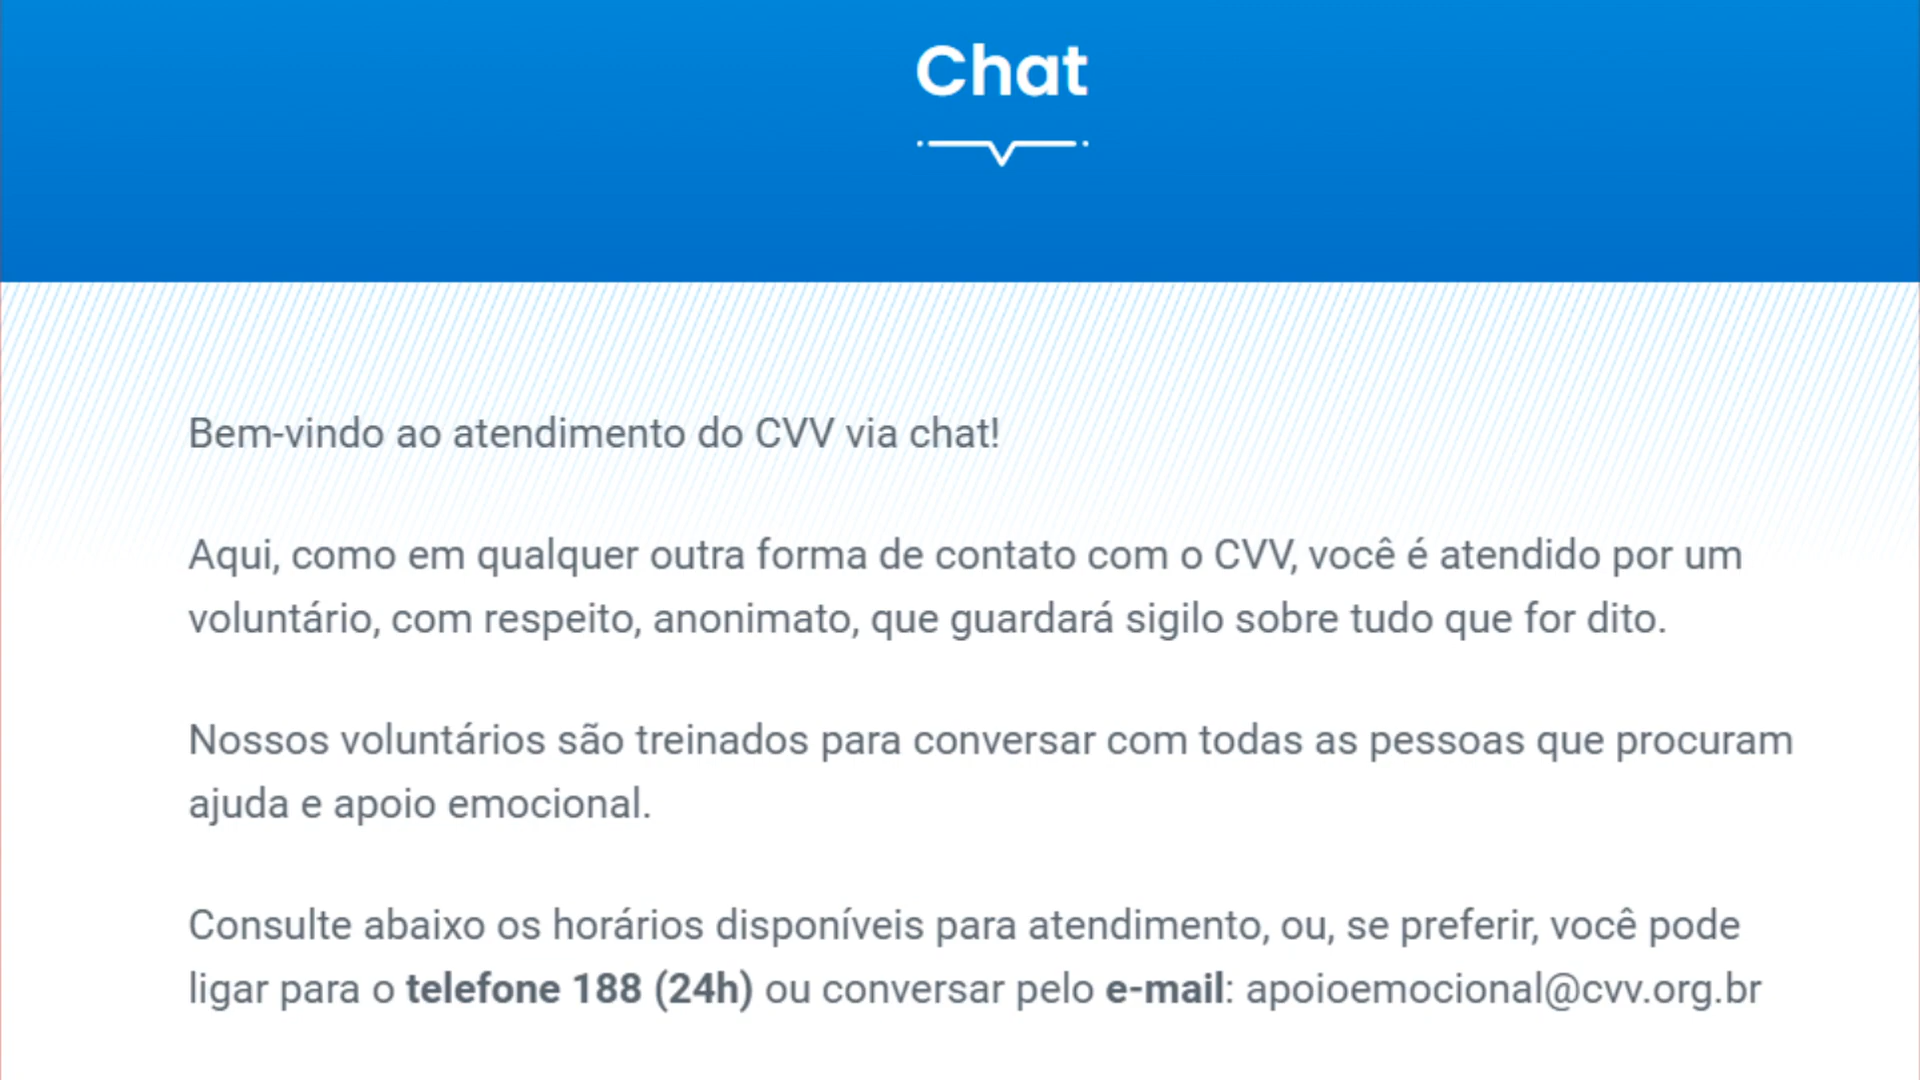 Chat
Bem-vindo ao atendimento do CVV via chat!
Aqui, como em qualquer outra forma de contato com o CVV, você é atendido por um
voluntário, com respeito, anonimato, que guardará sigilo sobre tudo que for dito.
Nossos voluntários são treinados para conversar com todas as pessoas que procuram
ajuda e apoio emocional.
Consulte abaixo os horários disponíveis para atendimento, ou, se preferir, você pode
ligar para o telefone 188 (24h) ou conversar pelo e-mail: apoioemocional@cvv.org.br